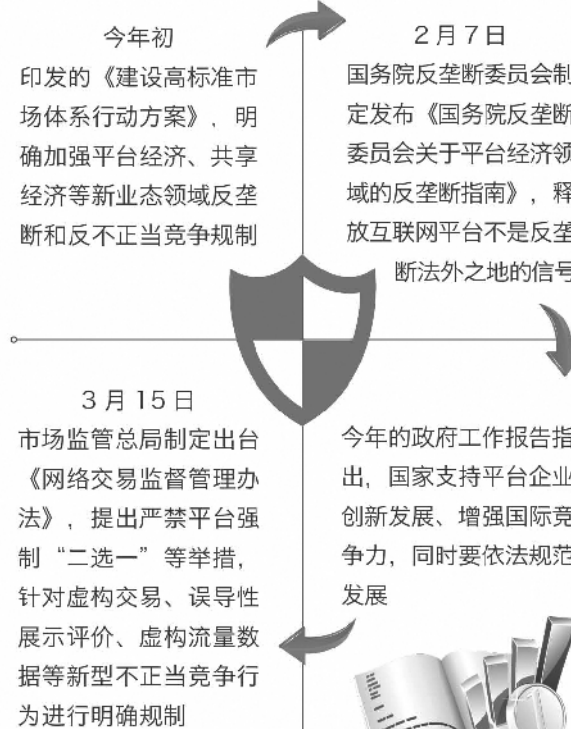 今年初
印发的《建设高标准市
场体系行动方案》，明
确加强平台经济、共享
经济等新业态领域反垄
断和反不正当竞争规制
2月7日
国务院反垄断委员会制
定发布《国务院反垄断
委员会关于平台经济领
域的反垄断指南》，释
放互联网平台不是反垄
断法外之地的信号
今年的政府工作报告指
出，国家支持平台企业
创新发展、增强国际竞
争力，同时要依法规范
发展
3月15日
市场监管总局制定出台
《网络交易监督管理办
法》，提出严禁平台强
制“二选一”等举措，
针对虚构交易、误导性
展示评价、虚构流量数
据等新型不正当竞争行
为进行明确规制